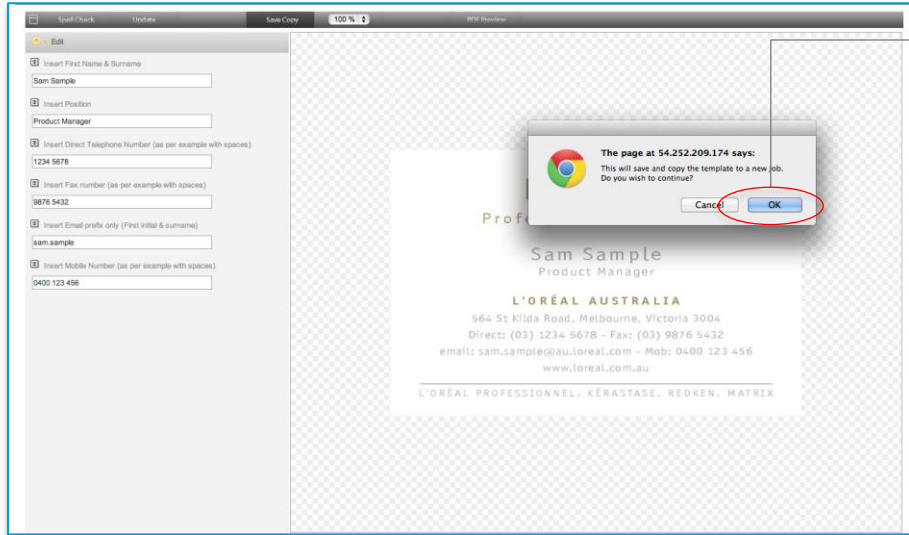 Spell Check Update Save Copy 100 % PDF Preview
Edit
Insert First Name & Surname
Sam Sample
Insert Position
Product Manager
Insert Direct Telephone Number (as per example with spaces)
1234 5678
Insert Fax number (as per example with spaces)
9876 5432
Insert Email prefix only (First initial & surname)
sam.sample
Insert Mobile Number (as per example with spaces)
0400 123 456
The page at 54.252.209.174 says:
This will save and copy the template to a new job.
Do you wish to continue?
Cancel OK
Sam Sample
Product Manager
L'ORÉAL AUSTRALIA
564 St Kilda Road, Melbourne, Victoria 3004
Direct: (03) 1234 5678 - Fax: (03) 9876 5432
email: sam.sample@au.loreal.com - Mob: 0400 123 456
www.loreal.com.au
L'ORÉAL PROFESSIONNEL. KÉRASTASE. REDKEN. MATRIX